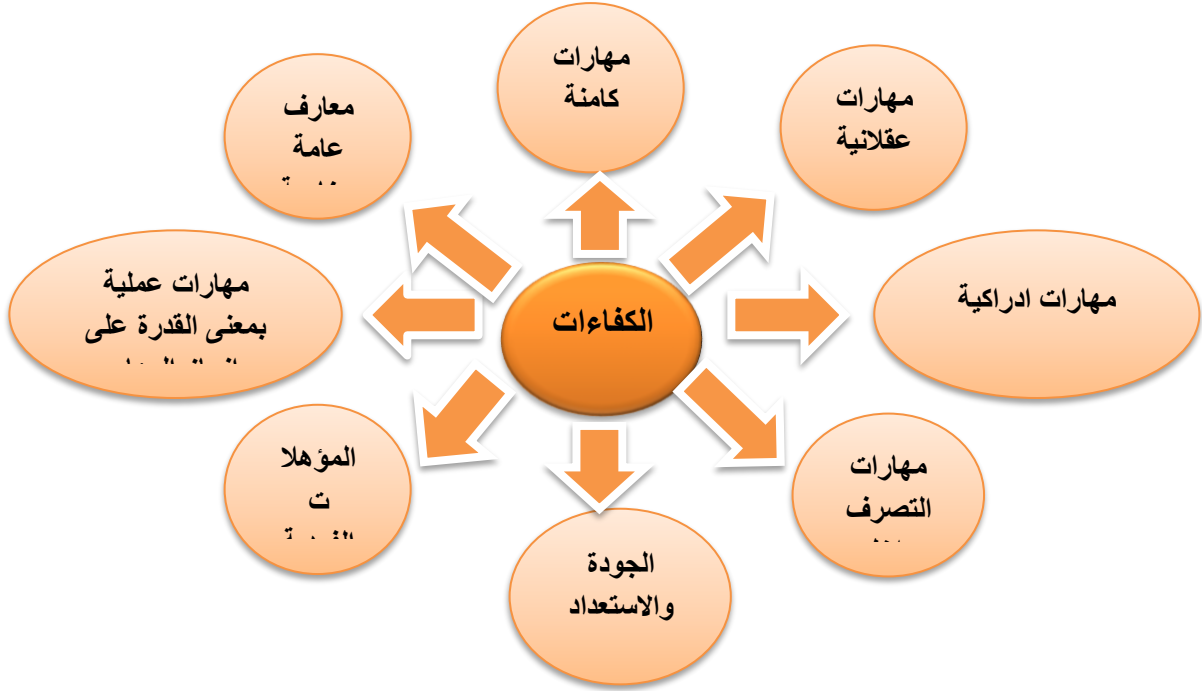 مهارات
كامنة
مهارات
عقلانية
معارف
عامة
مهارات ادراكية
مهارات عملية
بمعنى القدرة على
الكفاءات
مهارات
التصرف
المؤهلا
ت
الجودة
والاستعداد